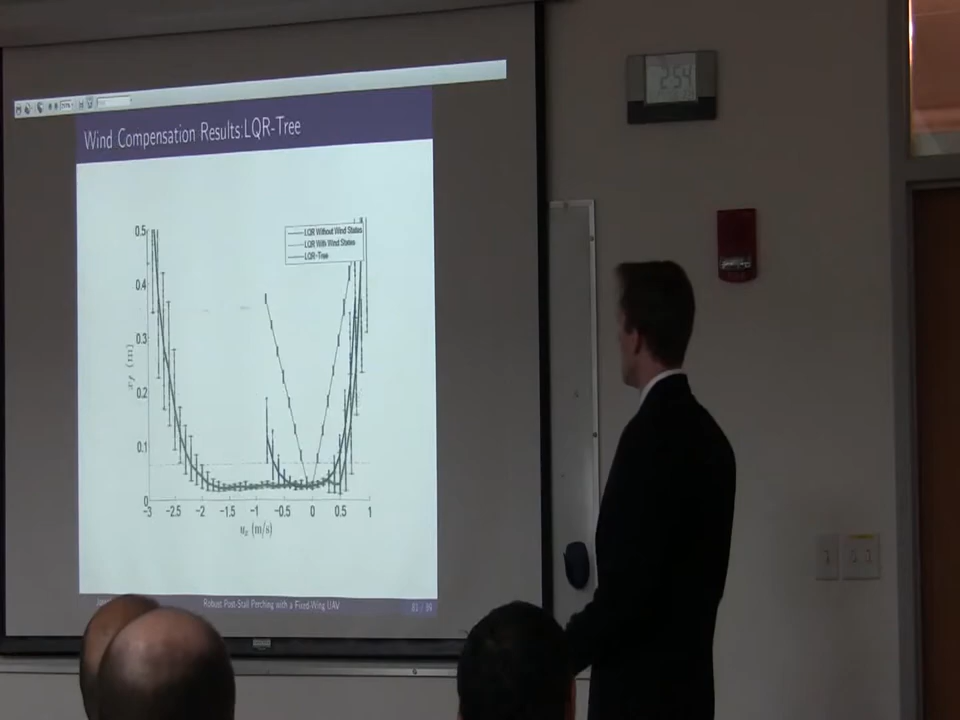 2:54
Wind Compensation Results:LQR-Tree
0.5
0.4
0.3
0.2
0.1
0
LQR Without Wind States
LQR With Wind States
LQR-Tree
-3 -2.5 -2 -1.5 -1 -0.5 0 0.5 1
(m)
uₓ (m/s)
Robust Post-Stall Perching with a Fixed-Wing UAV